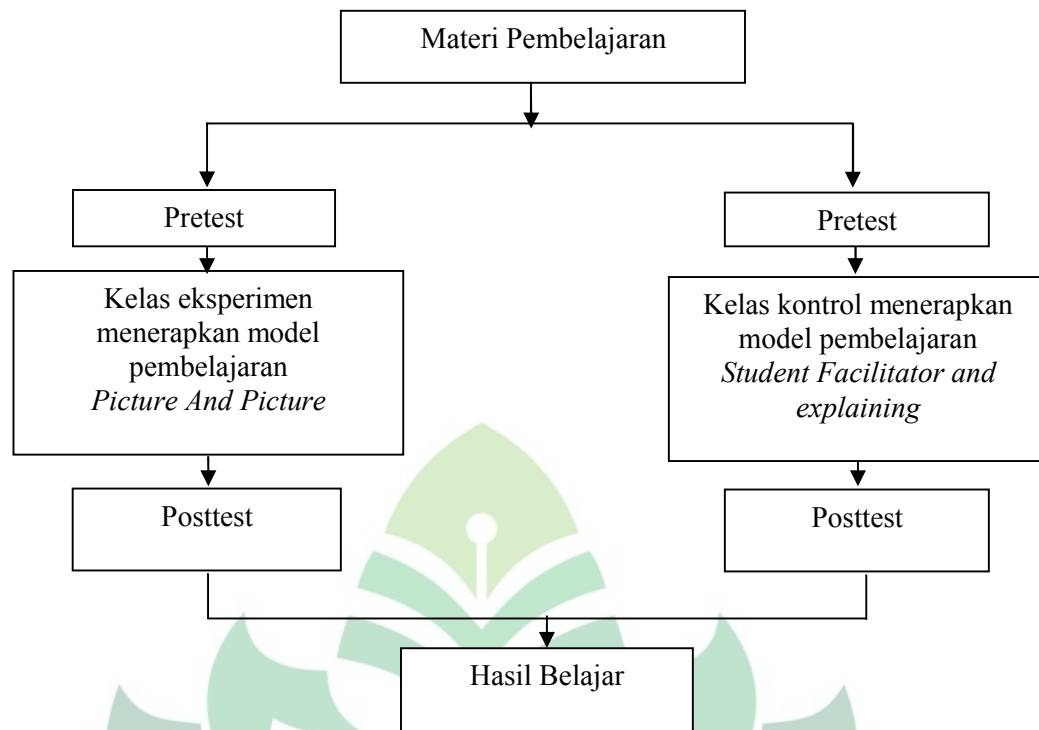 Materi Pembelajaran
Pretest
Pretest
Kelas eksperimen
menerapkan model
pembelajaran
Picture And Picture
Kelas kontrol menerapkan
model pembelajaran
Student Facilitator and
explaining
Posttest
Posttest
Hasil Belajar